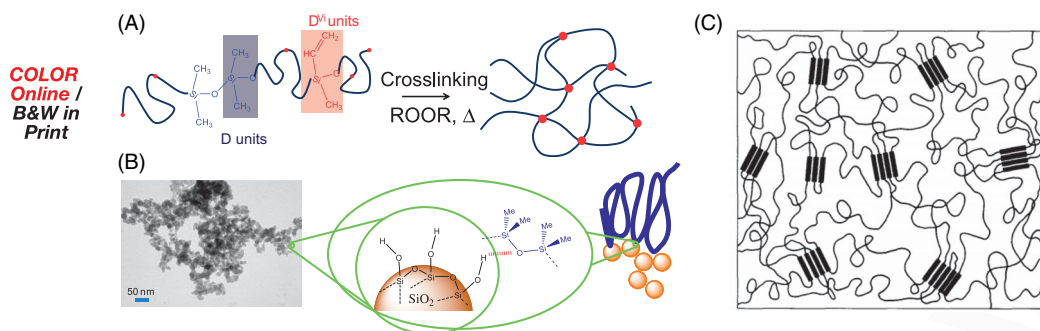 COLOR
Online /
B&W in
Print
(A)
D^Vi units
CH₃
CH₃
CH₂
HC
CH₃
Si
O
Si
O
Si
O
CH₃
CH₃
CH₃
D units
Crosslinking
ROOR, Δ
(B)
50 nm
H
O
H
O
H
O
Si
O
Si
O
Si
SiO₂
Me
Me
Me
Me
Si
O
Si
(C)